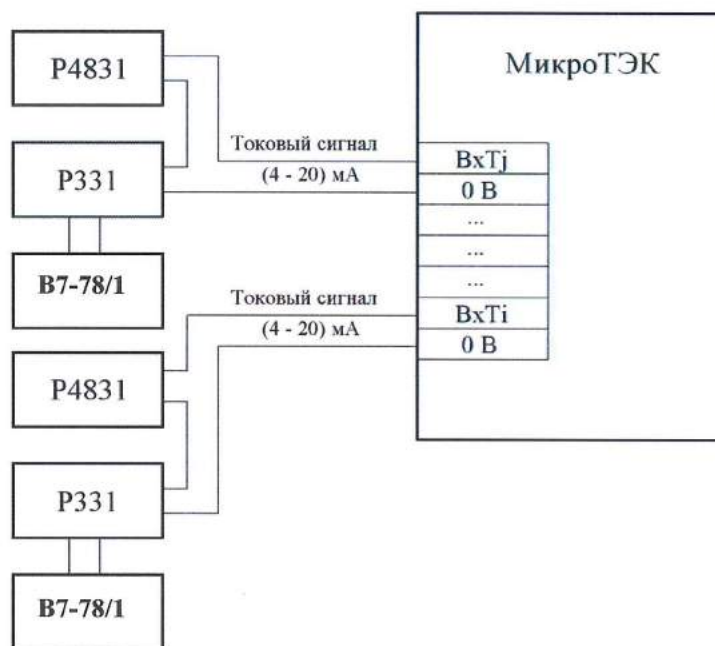 Р4831
МикроТЭК
Токовый сигнал
(4 - 20) мА
Р331
ВхТj
0 В
...
...
...
В7-78/1
Токовый сигнал
(4 - 20) мА
ВхТi
0 В
Р4831
Р331
В7-78/1